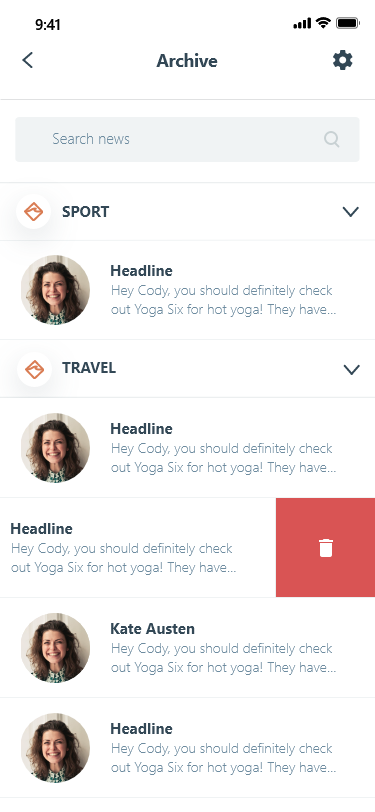 9:41
Archive
Search news
SPORT
Headline
Hey Cody, you should definitely check
out Yoga Six for hot yoga! They have...
TRAVEL
Headline
Hey Cody, you should definitely check
out Yoga Six for hot yoga! They have...
Headline
Hey Cody, you should definitely check
out Yoga Six for hot yoga! They have...
Kate Austen
Hey Cody, you should definitely check
out Yoga Six for hot yoga! They have...
Headline
Hey Cody, you should definitely check
out Yoga Six for hot yoga! They have...